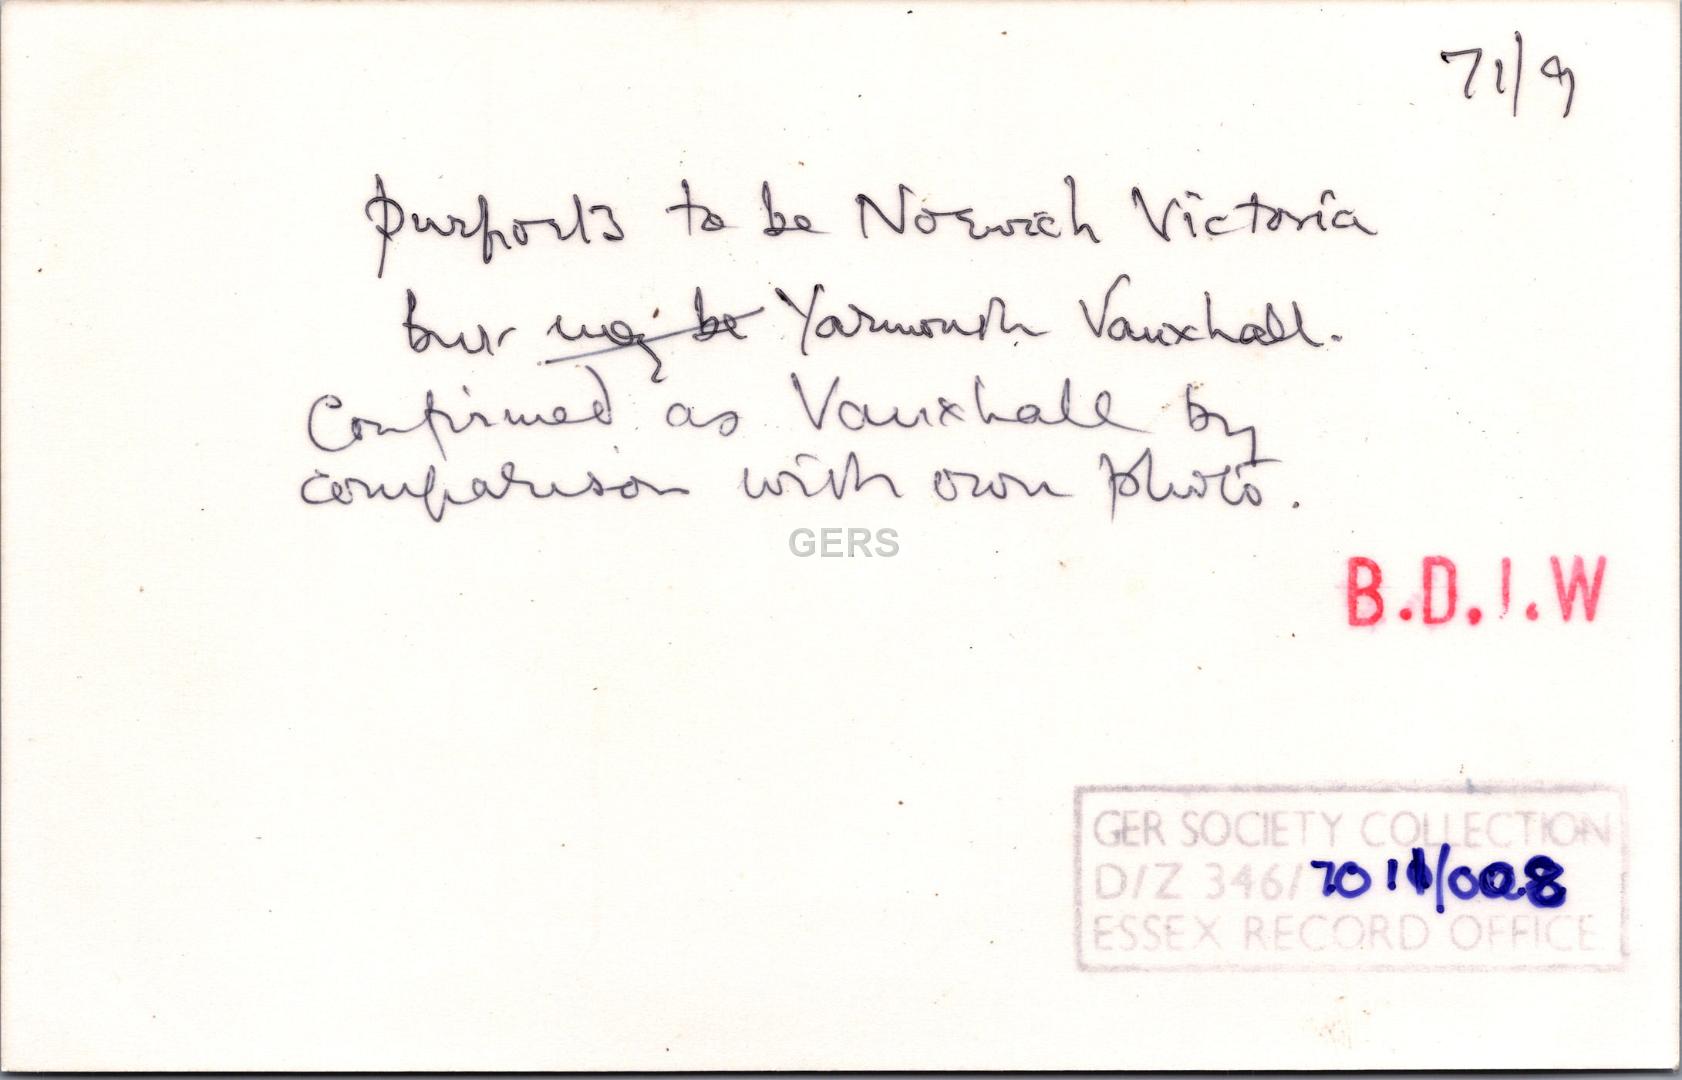 71/9
purports to be Norwich Victoria
but may be Yarmouth Vauxhall.
Confirmed as Vauxhall by
comparison with own photo.
GERS
B.D.J.W
GER SOCIETY COLLECTION
D/Z 346/7011/008
ESSEX RECORD OFFICE